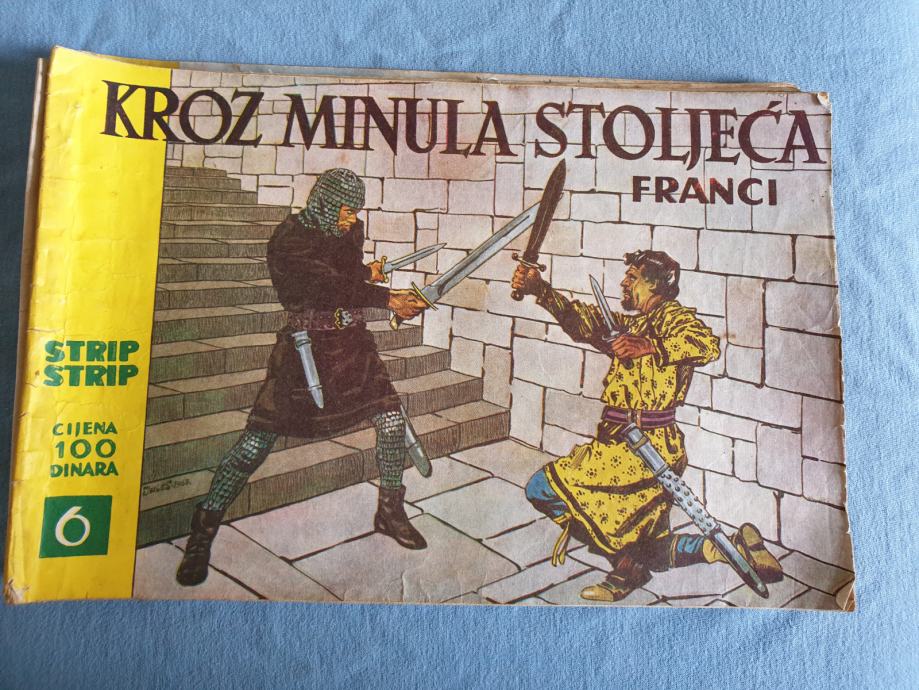 KROZ MINULA STOLJEĆA
FRANCI
STRIP
STRIP
CIJENA
100
DINARA
6